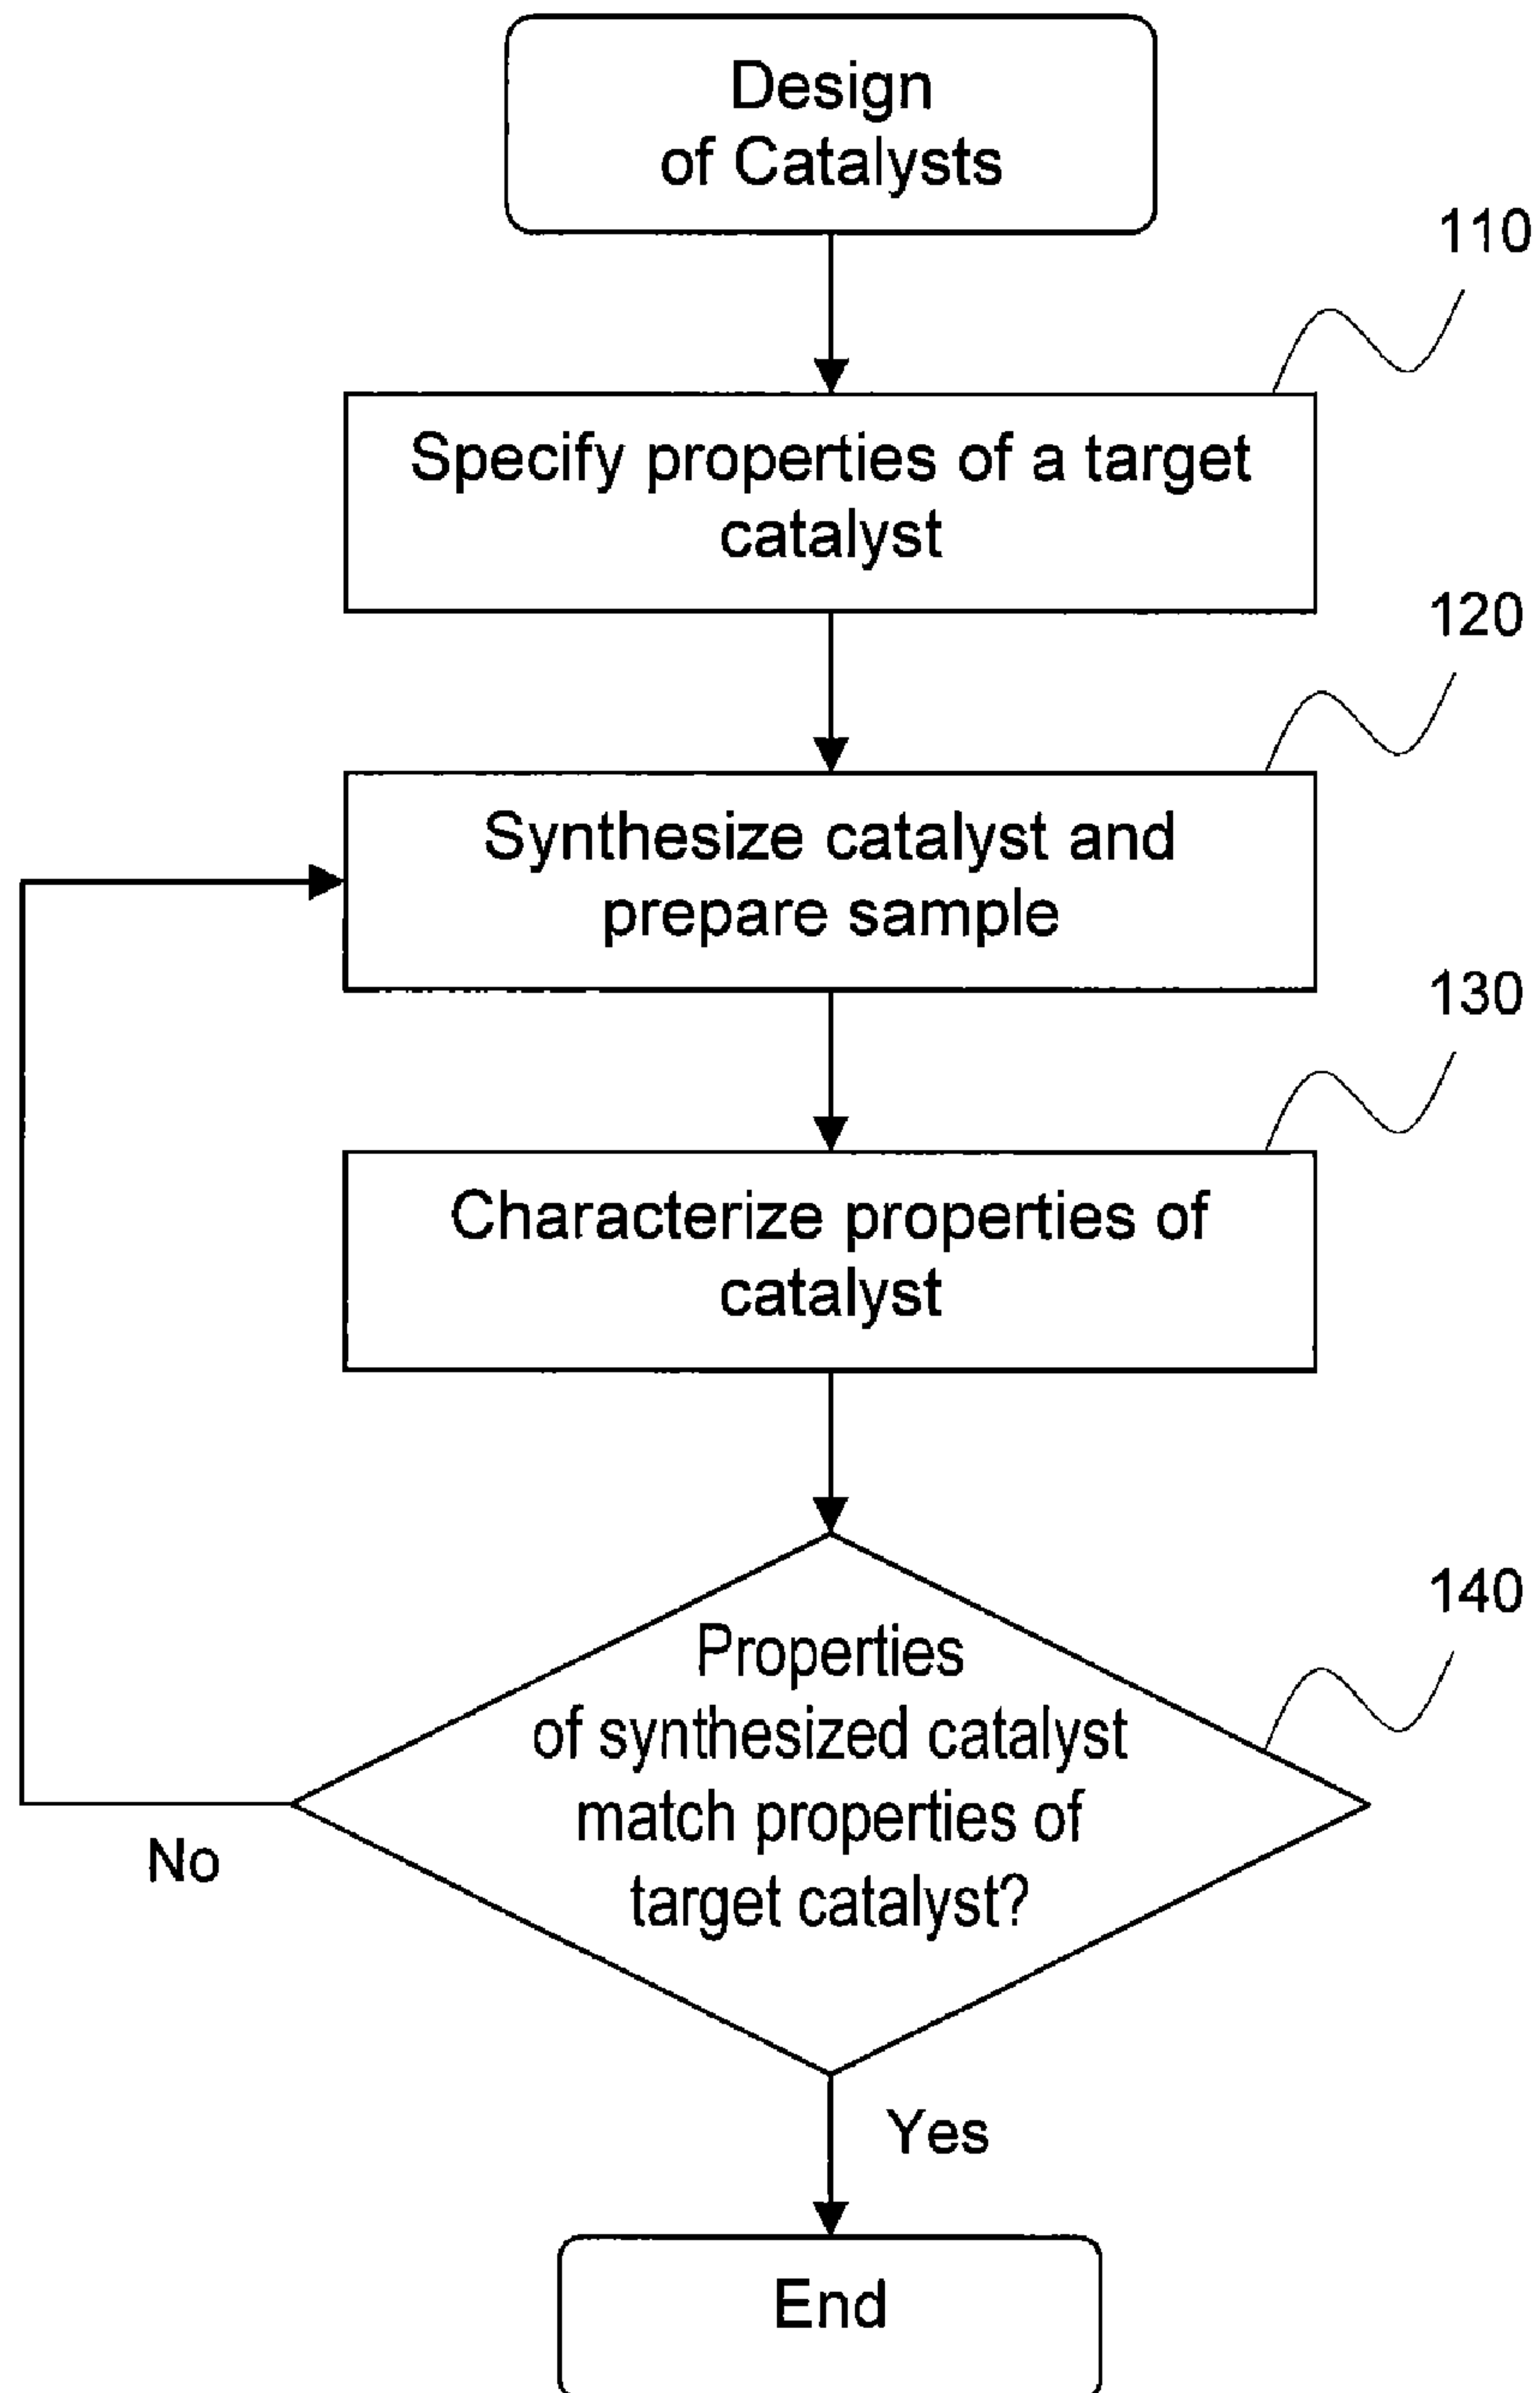 Design
of Catalysts
110
Specify properties of a target
catalyst
120
Synthesize catalyst and
prepare sample
130
Characterize properties of
catalyst
140
Properties
of synthesized catalyst
match properties of
target catalyst?
No
Yes
End